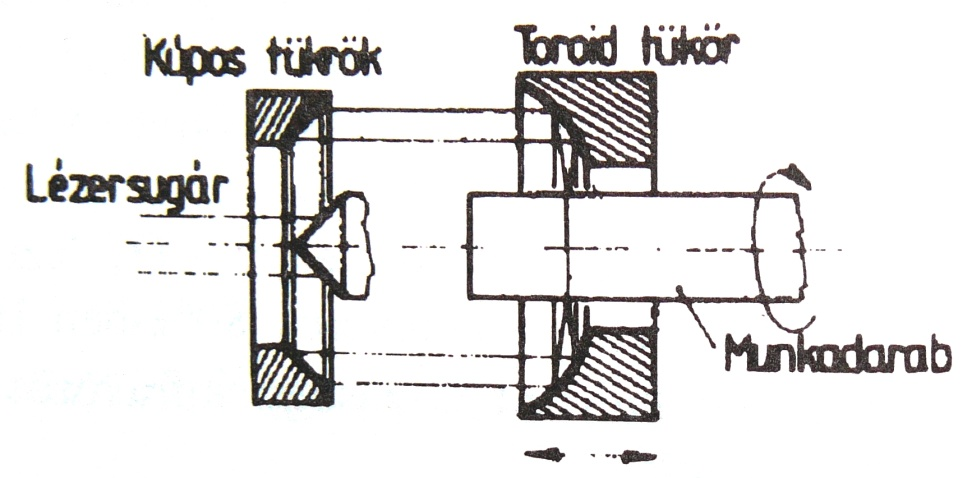 Kúpos tükrök
Toroid tükör
Lézersugár
Munkadarab